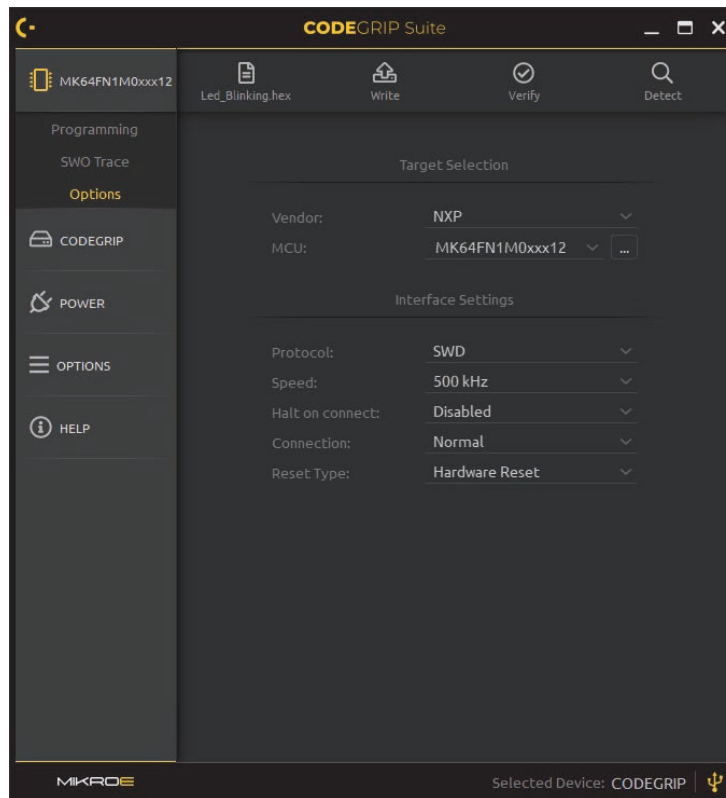 CODEGRIP Suite
MK64FN1M0xxx12
Led_Blinking.hex Write Verify Detect
Programming
SWO Trace
Options
CODEGRIP
POWER
OPTIONS
HELP
Target Selection
Vendor: NXP
MCU: MK64FN1M0xxx12 ...
Interface Settings
Protocol: SWD
Speed: 500 kHz
Halt on connect: Disabled
Connection: Normal
Reset Type: Hardware Reset
MIKROE
Selected Device: CODEGRIP